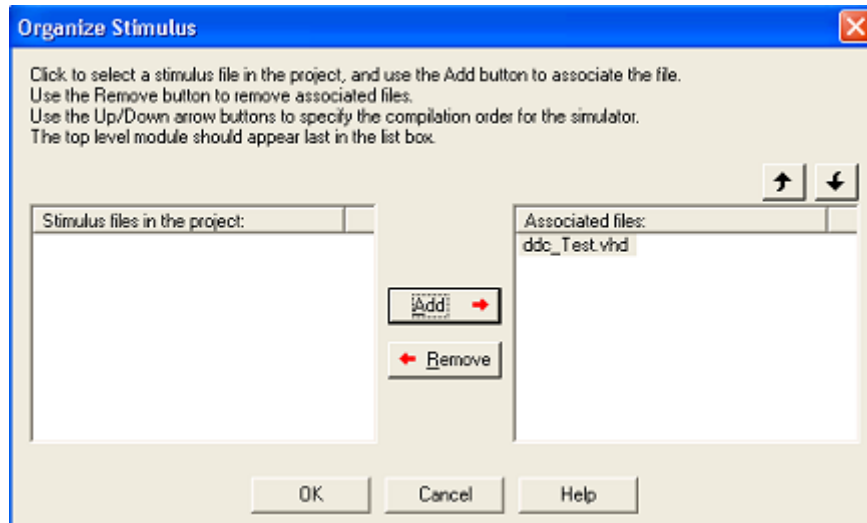 Organize Stimulus
Click to select a stimulus file in the project, and use the Add button to associate the file.
Use the Remove button to remove associated files.
Use the Up/Down arrow buttons to specify the compilation order for the simulator.
The top level module should appear last in the list box.
Stimulus files in the project:
Associated files:
ddc_Test.vhd
Add
Remove
OK
Cancel
Help